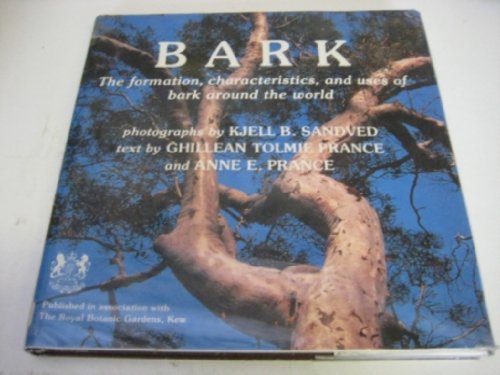 BARK
The formation, characteristics, and uses of
bark around the world
photographs by KJELL B. SANDVED
text by GHILLEAN TOLMIE PRANCE
and ANNE E. PRANCE
Published in association with
The Royal Botanic Gardens, Kew